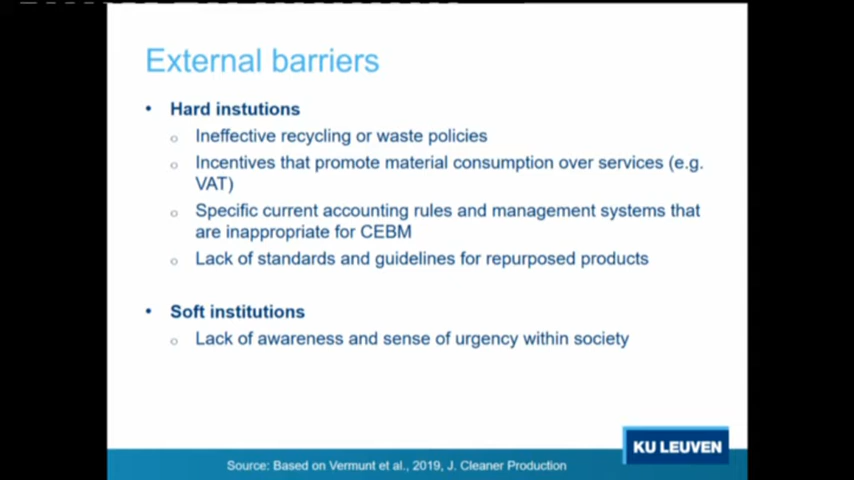 External barriers
• Hard instutions
o Ineffective recycling or waste policies
o Incentives that promote material consumption over services (e.g.
VAT)
o Specific current accounting rules and management systems that
are inappropriate for CEBM
o Lack of standards and guidelines for repurposed products
• Soft institutions
o Lack of awareness and sense of urgency within society
KU LEUVEN
Source: Based on Vermunt et al., 2019, J. Cleaner Production